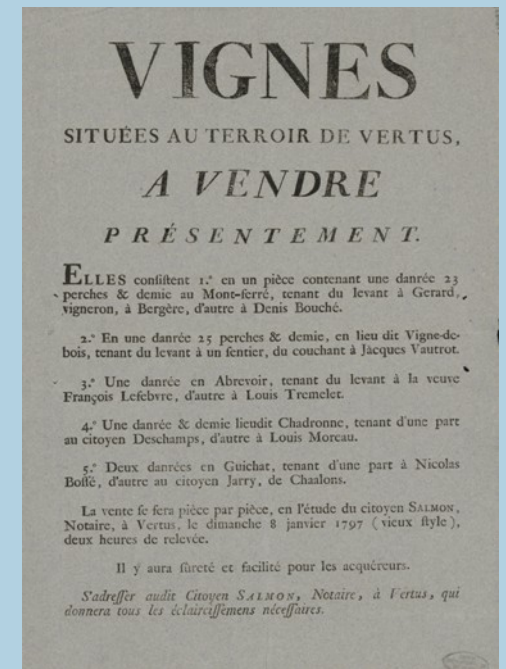 VIGNES
SITUÉES AU TERROIR DE VERTUS,
A VENDRE
PRÉSENTEMENT.
ELLES consistent 1.° en un pièce contenant une danrée 23
perches & demie au Mont-ferré, tenant du levant à Gerard,
vigneron, à Bergère, d'autre à Denis Bouché.
2.° En une danrée 25 perches & demie, en lieu dit Vigne-de-
bois, tenant du levant à un sentier, du couchant à Jacques Vautrot.
3.° Une danrée en Abrevoir, tenant du levant à la veuve
François Lefebvre, d'autre à Louis Tremelet.
4.° Une danrée & demie lieudit Chadronne, tenant d'une part
au citoyen Deschamps, d'autre à Louis Moreau.
5.° Deux danrées en Guichat, tenant d'une part à Nicolas
Bossé, d'autre au citoyen Jarry, de Chaalons.
La vente se fera pièce par pièce, en l'étude du citoyen SALMON,
Notaire, à Vertus, le dimanche 8 janvier 1797 (vieux style),
deux heures de relevée.
Il y aura sûreté et facilité pour les acquéreurs.
S'adresser audit Citoyen SALMON, Notaire, à Vertus, qui
donnera tous les éclaircissemens nécessaires.